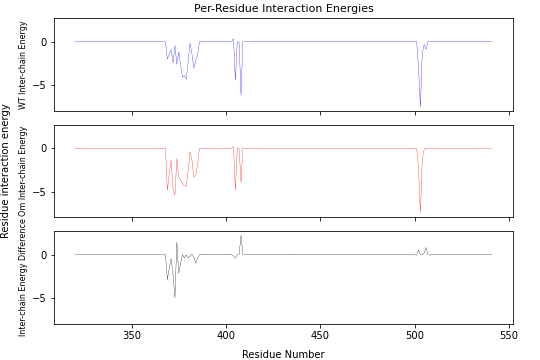 Per-Residue Interaction Energies
Residue interaction energy
WT Inter-chain Energy
0
−5
Om Inter-chain Energy
0
−5
Inter-chain Energy Difference
0
−5
350
400
450
500
550
Residue Number